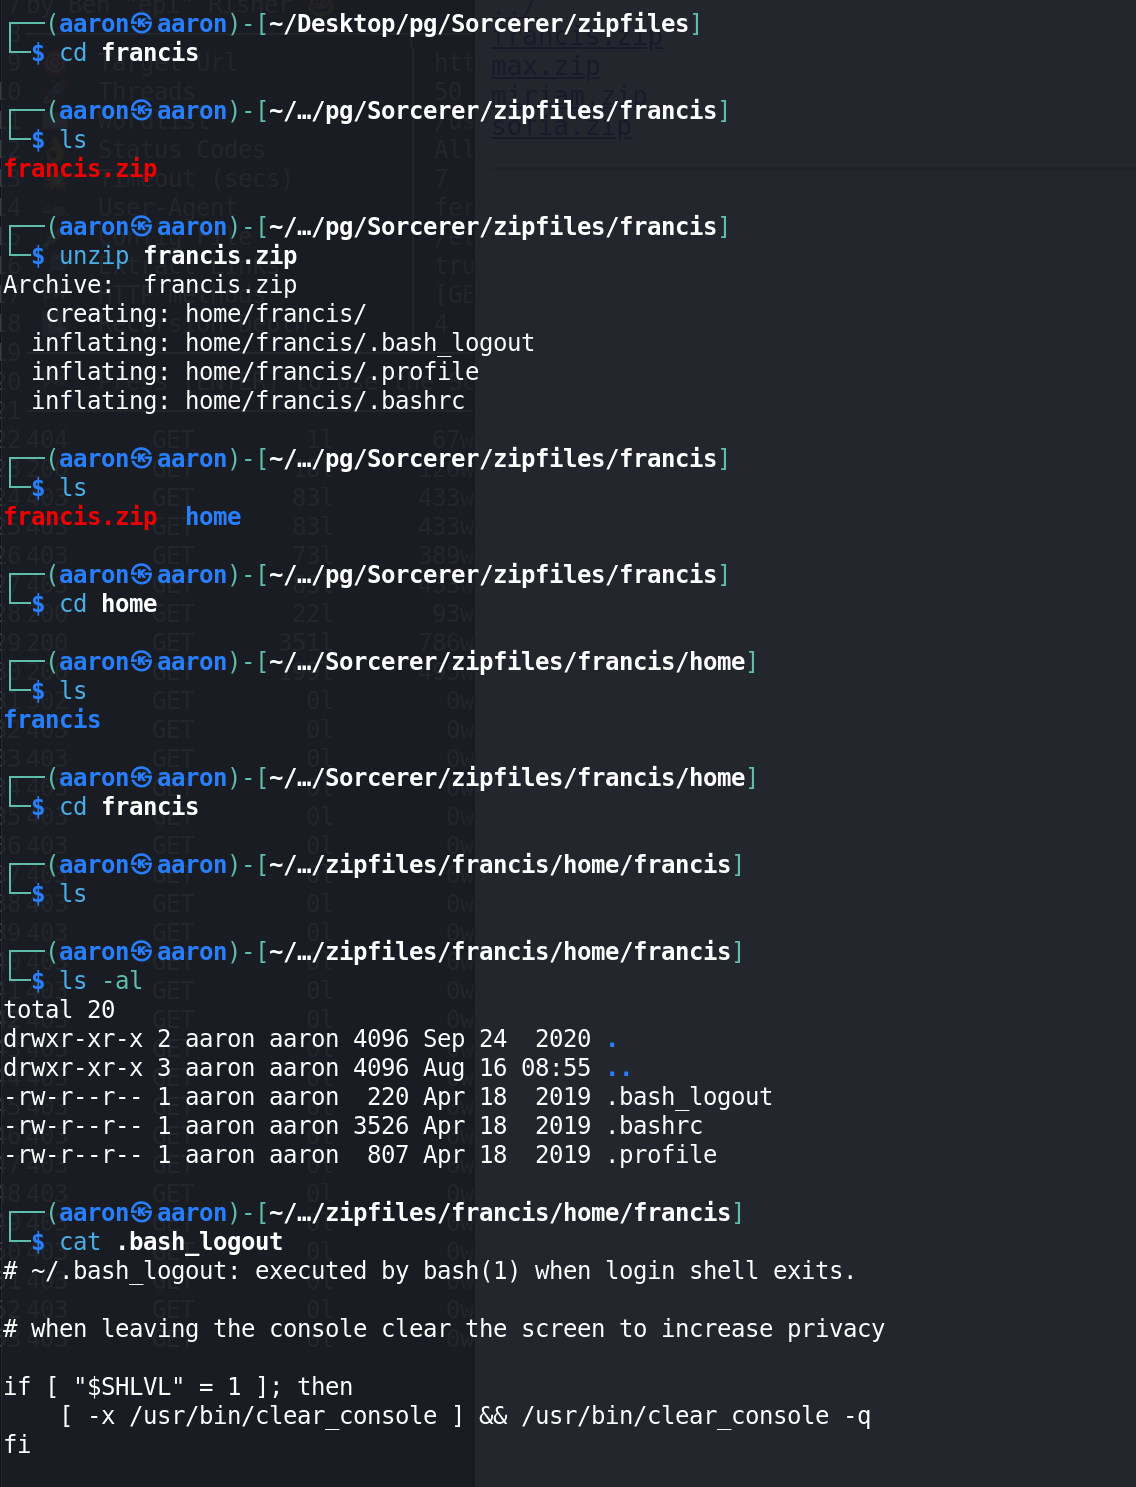 ┌──(aaron㉿aaron)-[~/Desktop/pg/Sorcerer/zipfiles]
└─$ cd francis

┌──(aaron㉿aaron)-[~/…/pg/Sorcerer/zipfiles/francis]
└─$ ls
francis.zip

┌──(aaron㉿aaron)-[~/…/pg/Sorcerer/zipfiles/francis]
└─$ unzip francis.zip
Archive:  francis.zip
   creating: home/francis/
  inflating: home/francis/.bash_logout
  inflating: home/francis/.profile
  inflating: home/francis/.bashrc

┌──(aaron㉿aaron)-[~/…/pg/Sorcerer/zipfiles/francis]
└─$ ls
francis.zip  home

┌──(aaron㉿aaron)-[~/…/pg/Sorcerer/zipfiles/francis]
└─$ cd home

┌──(aaron㉿aaron)-[~/…/Sorcerer/zipfiles/francis/home]
└─$ ls
francis

┌──(aaron㉿aaron)-[~/…/Sorcerer/zipfiles/francis/home]
└─$ cd francis

┌──(aaron㉿aaron)-[~/…/zipfiles/francis/home/francis]
└─$ ls

┌──(aaron㉿aaron)-[~/…/zipfiles/francis/home/francis]
└─$ ls -al
total 20
drwxr-xr-x 2 aaron aaron 4096 Sep 24  2020 .
drwxr-xr-x 3 aaron aaron 4096 Aug 16 08:55 ..
-rw-r--r-- 1 aaron aaron  220 Apr 18  2019 .bash_logout
-rw-r--r-- 1 aaron aaron 3526 Apr 18  2019 .bashrc
-rw-r--r-- 1 aaron aaron  807 Apr 18  2019 .profile

┌──(aaron㉿aaron)-[~/…/zipfiles/francis/home/francis]
└─$ cat .bash_logout
# ~/.bash_logout: executed by bash(1) when login shell exits.

# when leaving the console clear the screen to increase privacy

if [ "$SHLVL" = 1 ]; then
    [ -x /usr/bin/clear_console ] && /usr/bin/clear_console -q
fi